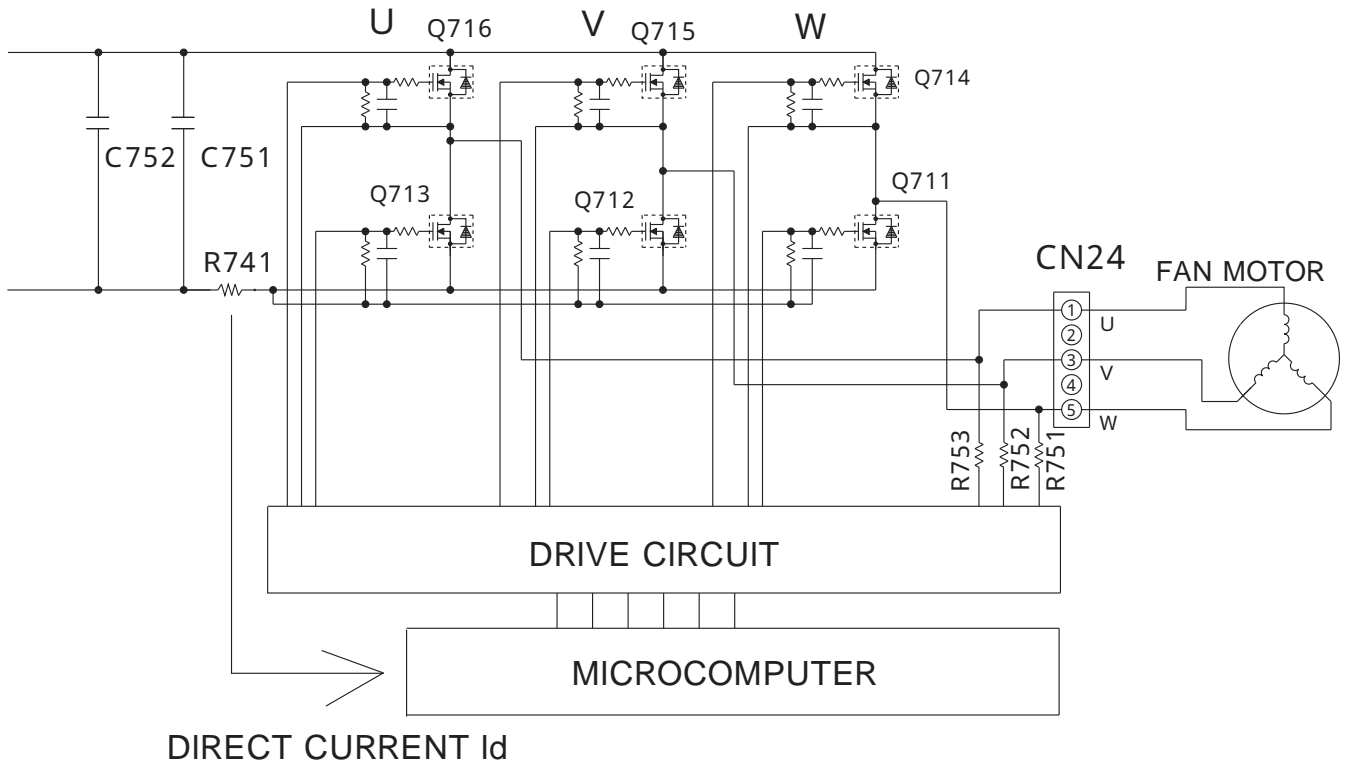 U
Q716
V
Q715
W
Q714
C752
C751
Q713
Q712
Q711
R741
CN24
FAN MOTOR
1
U
2
3
V
4
5
W
R753
R752
R751
DRIVE CIRCUIT
MICROCOMPUTER
DIRECT CURRENT Id